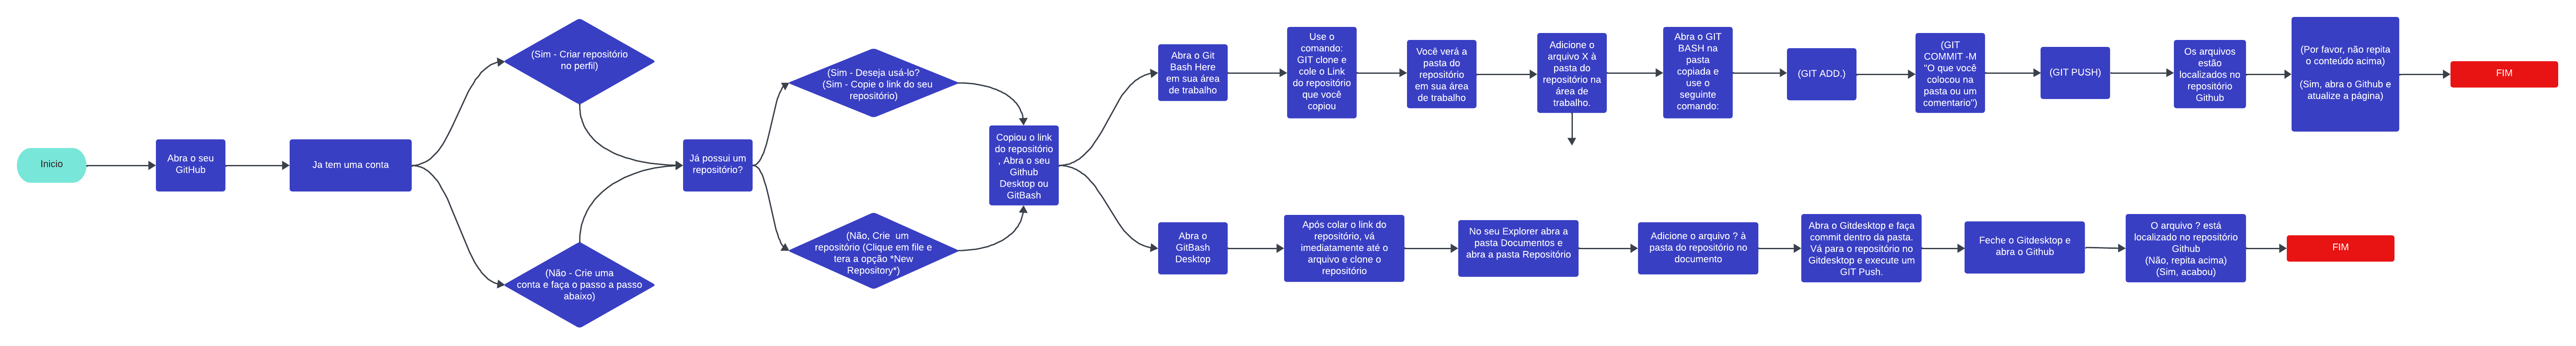 Inicio
Abra o seu
GitHub
Ja tem uma conta
(Sim - Criar repositório
no perfil)
(Não - Crie uma
conta e faça o passo a passo
abaixo)
Já possui um
repositório?
(Sim - Deseja usá-lo?
(Sim - Copie o link do seu
repositório)
(Não, Crie um
repositório (Clique em file e
tera a opção *New
Repository*)
Copiou o link
do repositório
, Abra o seu
Github
Desktop ou
GitBash
Abra o Git
Bash Here
em sua área
de trabalho
Use o
comando:
GIT clone e
cole o Link
do repositório
que você
copiou
Você verá a
pasta do
repositório
em sua área
de trabalho
Adicione o
arquivo X à
pasta do
repositório na
área de
trabalho.
Abra o GIT
BASH na
pasta
copiada e
use o
seguinte
comando:
(GIT ADD.)
(GIT
COMMIT -M
"O que você
colocou na
pasta ou um
comentario")
(GIT PUSH)
Os arquivos
estão
localizados no
repositório
Github
(Por favor, não repita
o conteúdo acima)
(Sim, abra o Github e
atualize a página)
FIM
Abra o
GitBash
Desktop
Após colar o link do
repositório, vá
imediatamente até o
arquivo e clone o
repositório
No seu Explorer abra a
pasta Documentos e
abra a pasta Repositório
Adicione o arquivo ? à
pasta do repositório no
documento
Abra o Gitdesktop e faça
commit dentro da pasta.
Vá para o repositório no
Gitdesktop e execute um
GIT Push.
Feche o Gitdesktop e
abra o Github
O arquivo ? está
localizado no repositório
Github
(Não, repita acima)
(Sim, acabou)
FIM